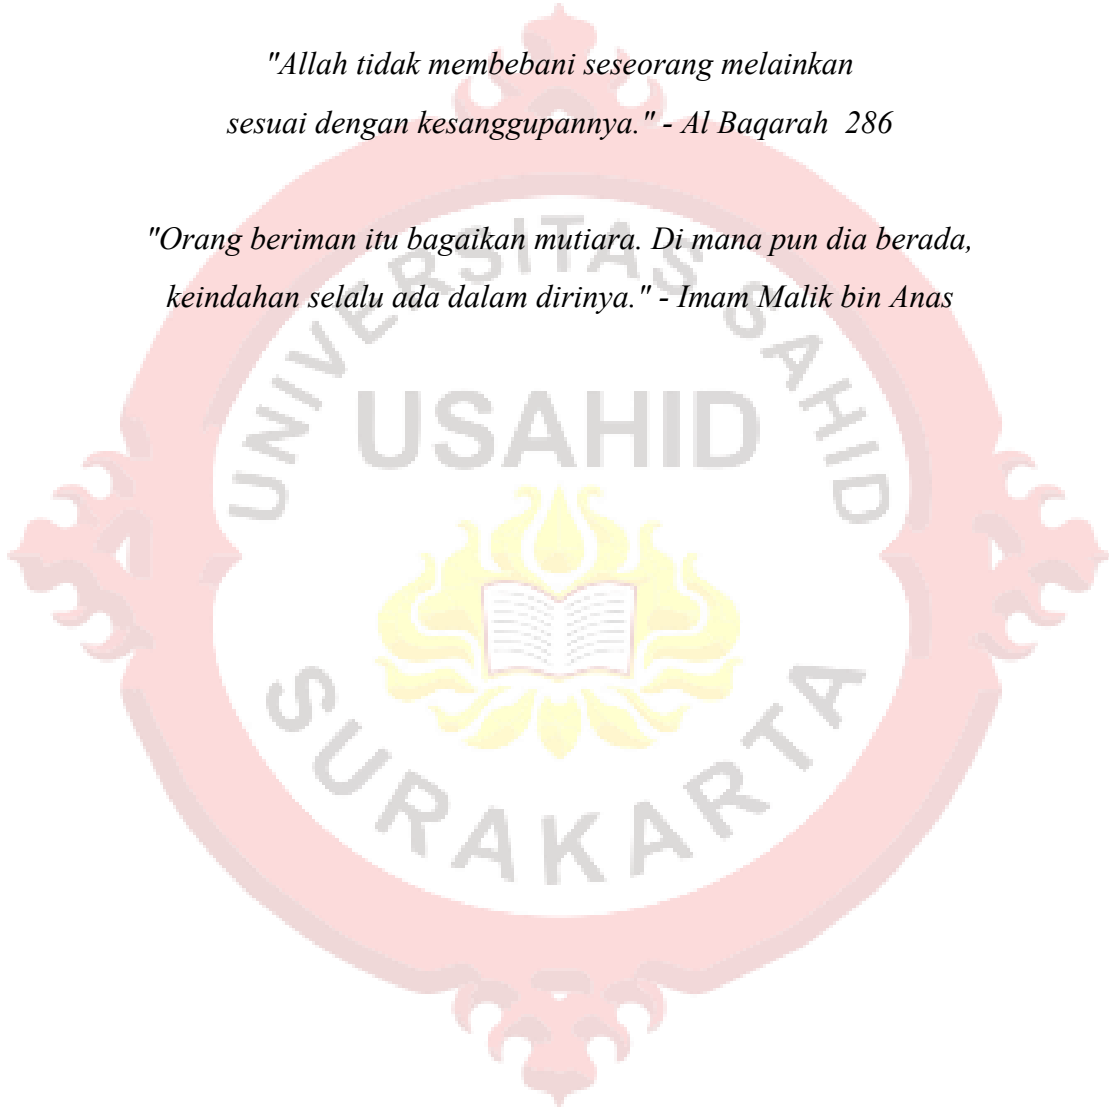 "Allah tidak membebani seseorang melainkan
sesuai dengan kesanggupannya." - Al Baqarah  286
"Orang beriman itu bagaikan mutiara. Di mana pun dia berada,
keindahan selalu ada dalam dirinya." - Imam Malik bin Anas
UNIVERSITAS SAHID
USAHID
SURAKARTA